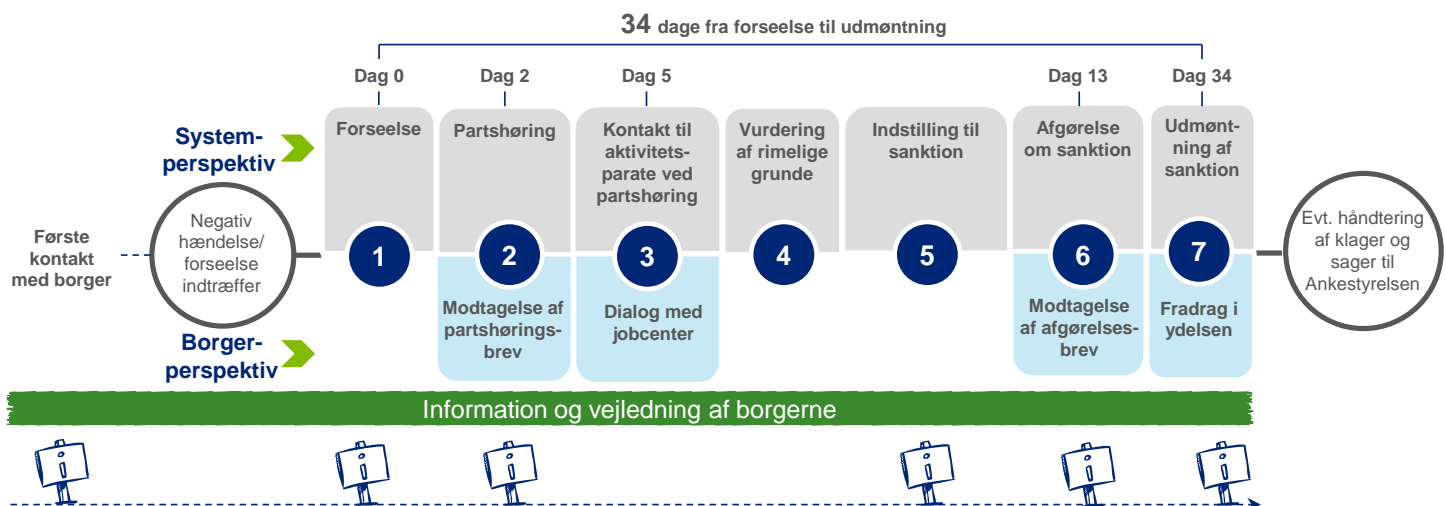 34 dage fra forseelse til udmøntning
Dag 0
Dag 2
Dag 5
Dag 13
Dag 34
System-
perspektiv
Forseelse
Partshøring
Kontakt til
aktivitets-
parate ved
partshøring
Vurdering
af rimelige
grunde
Indstilling til
sanktion
Afgørelse
om sanktion
Udmønt-
ning af
sanktion
Første
kontakt
med borger
Negativ
hændelse/
forseelse
indtræffer
1
2
3
4
5
6
7
Evt. håndtering
af klager og
sager til
Ankestyrelsen
Borger-
perspektiv
Modtagelse af
partshørings-
brev
Dialog med
jobcenter
Modtagelse
af afgørelses-
brev
Fradrag i
ydelsen
Information og vejledning af borgerne
i
i
i
i
i
i